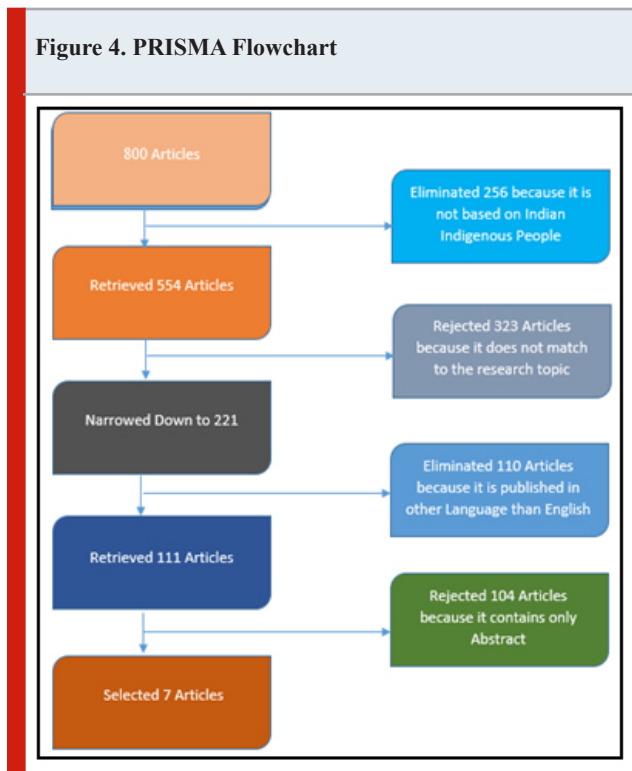 Figure 4. PRISMA Flowchart
800 Articles
Eliminated 256 because it is
not based on Indian
Indigenous People
Retrieved 554 Articles
Rejected 323 Articles
because it does not match
to the research topic
Narrowed Down to 221
Eliminated 110 Articles
because it is published in
other Language than English
Retrieved 111 Articles
Rejected 104 Articles
because it contains only
Abstract
Selected 7 Articles